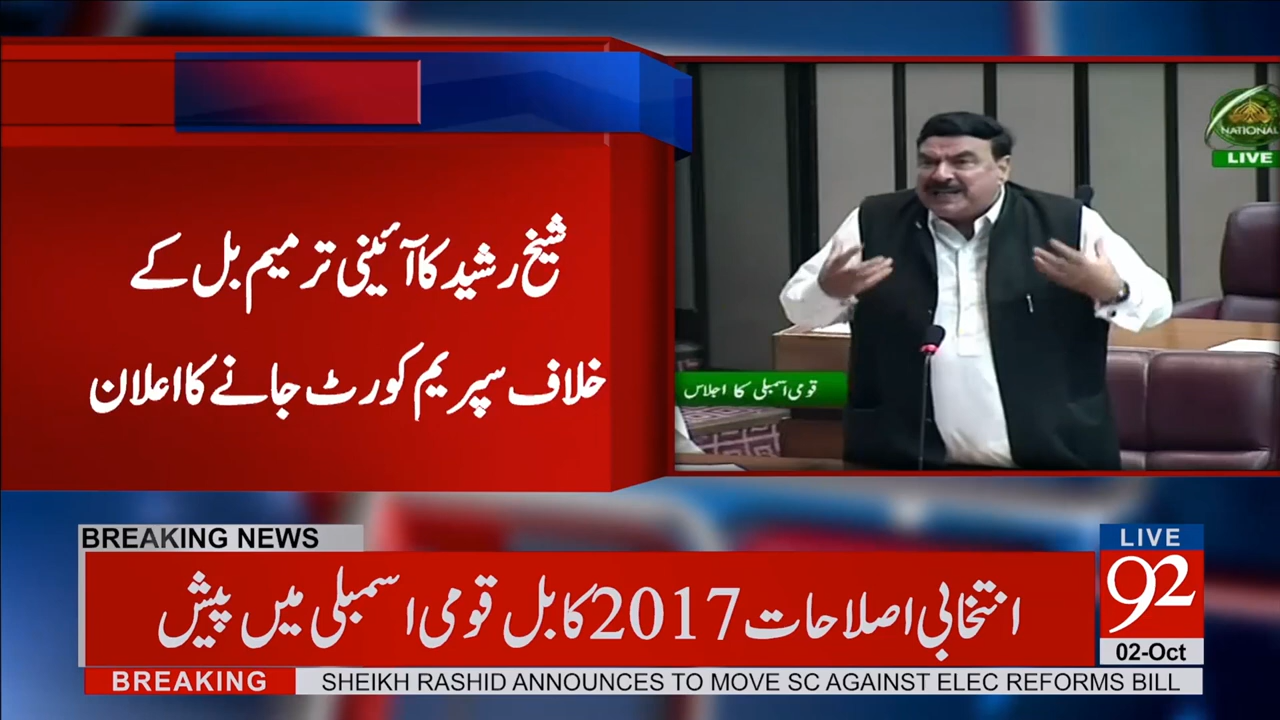 شیخ رشید کا آئینی ترمیم بل کے
خلاف سپریم کورٹ جانے کا اعلان
NATIONAL
LIVE
قومی اسمبلی کا اجلاس
BREAKING NEWS
انتخابی اصلاحات 2017 کا بل قومی اسمبلی میں پیش
LIVE
92
02-Oct
BREAKING
SHEIKH RASHID ANNOUNCES TO MOVE SC AGAINST ELEC REFORMS BILL